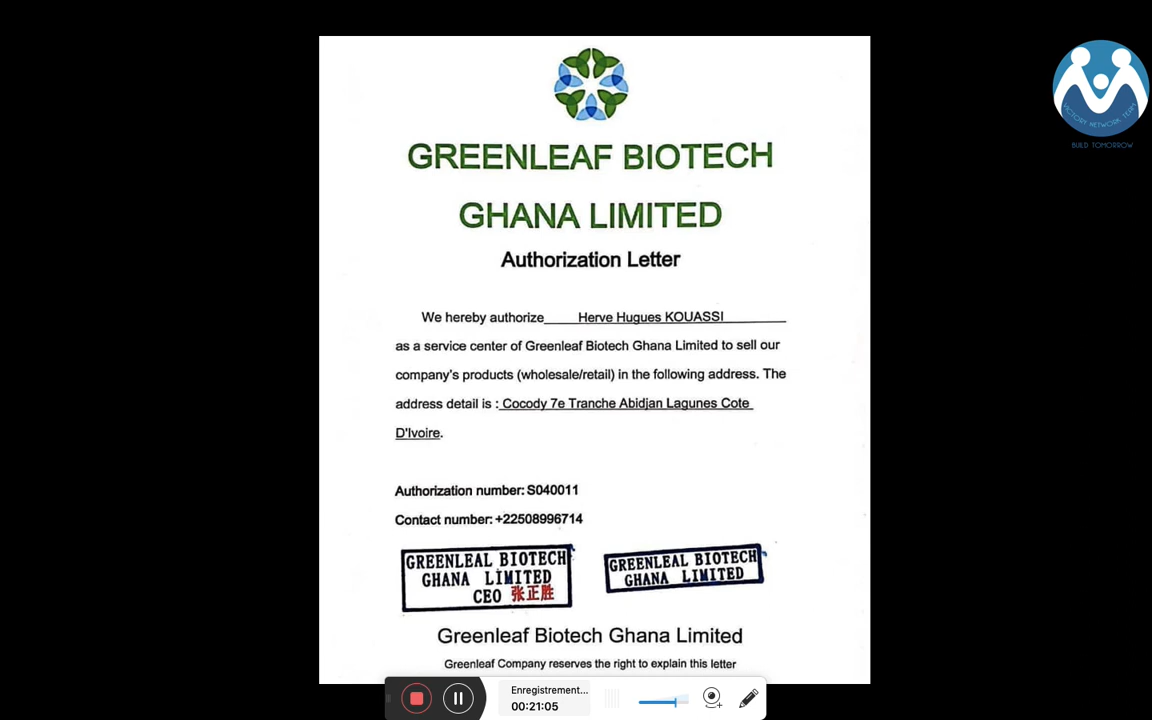 GREENLEAF BIOTECH
GHANA LIMITED
Authorization Letter
We hereby authorize Herve Hugues KOUASSI
as a service center of Greenleaf Biotech Ghana Limited to sell our
company's products (wholesale/retail) in the following address. The
address detail is : Cocody 7e Tranche Abidjan Lagunes Cote
D'Ivoire.
Authorization number: S040011
Contact number: +22508996714
GREENLEAL BIOTECH
GHANA LIMITED
CEO 张正胜
GREENLEAL BIOTECH
GHANA LIMITED
Greenleaf Biotech Ghana Limited
Greenleaf Company reserves the right to explain this letter
VICTORY NETWORK TEAM
BUILD TOMORROW
Enregistrement...
00:21:05